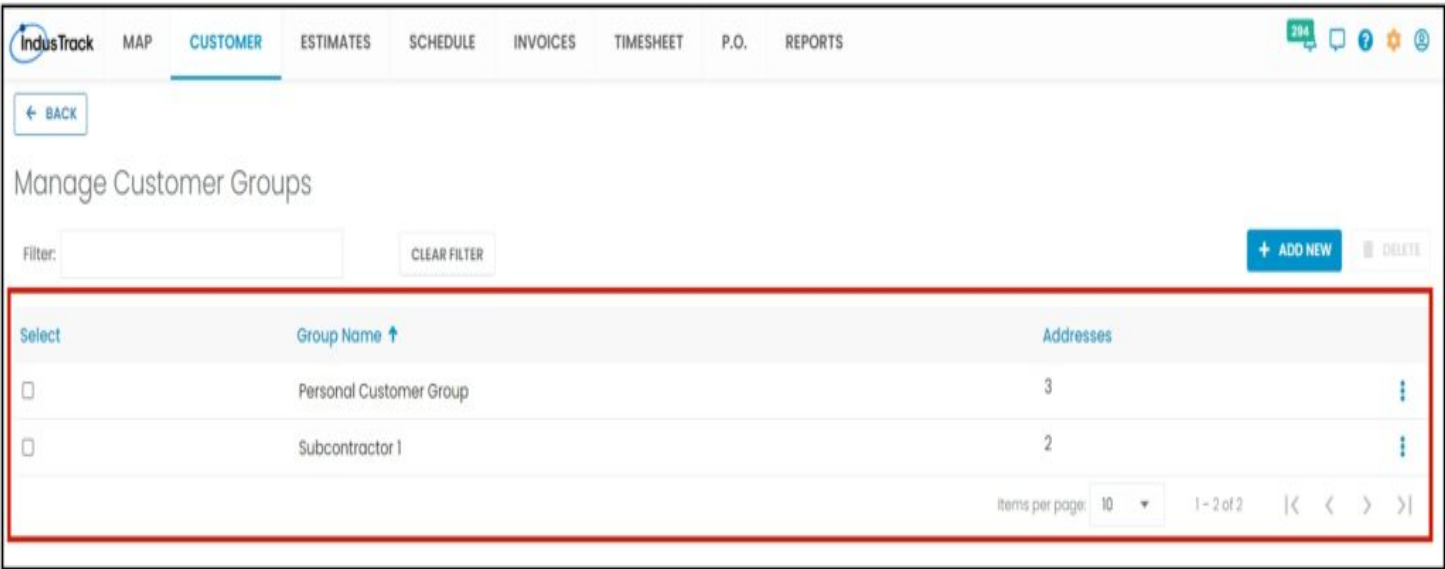 IndusTrack MAP CUSTOMER ESTIMATES SCHEDULE INVOICES TIMESHEET P.O. REPORTS 294
← BACK
Manage Customer Groups
Filter: CLEAR FILTER + ADD NEW DELETE
Select Group Name ↑ Addresses
Personal Customer Group 3
Subcontractor 1 2
Items per page: 10 1 – 2 of 2